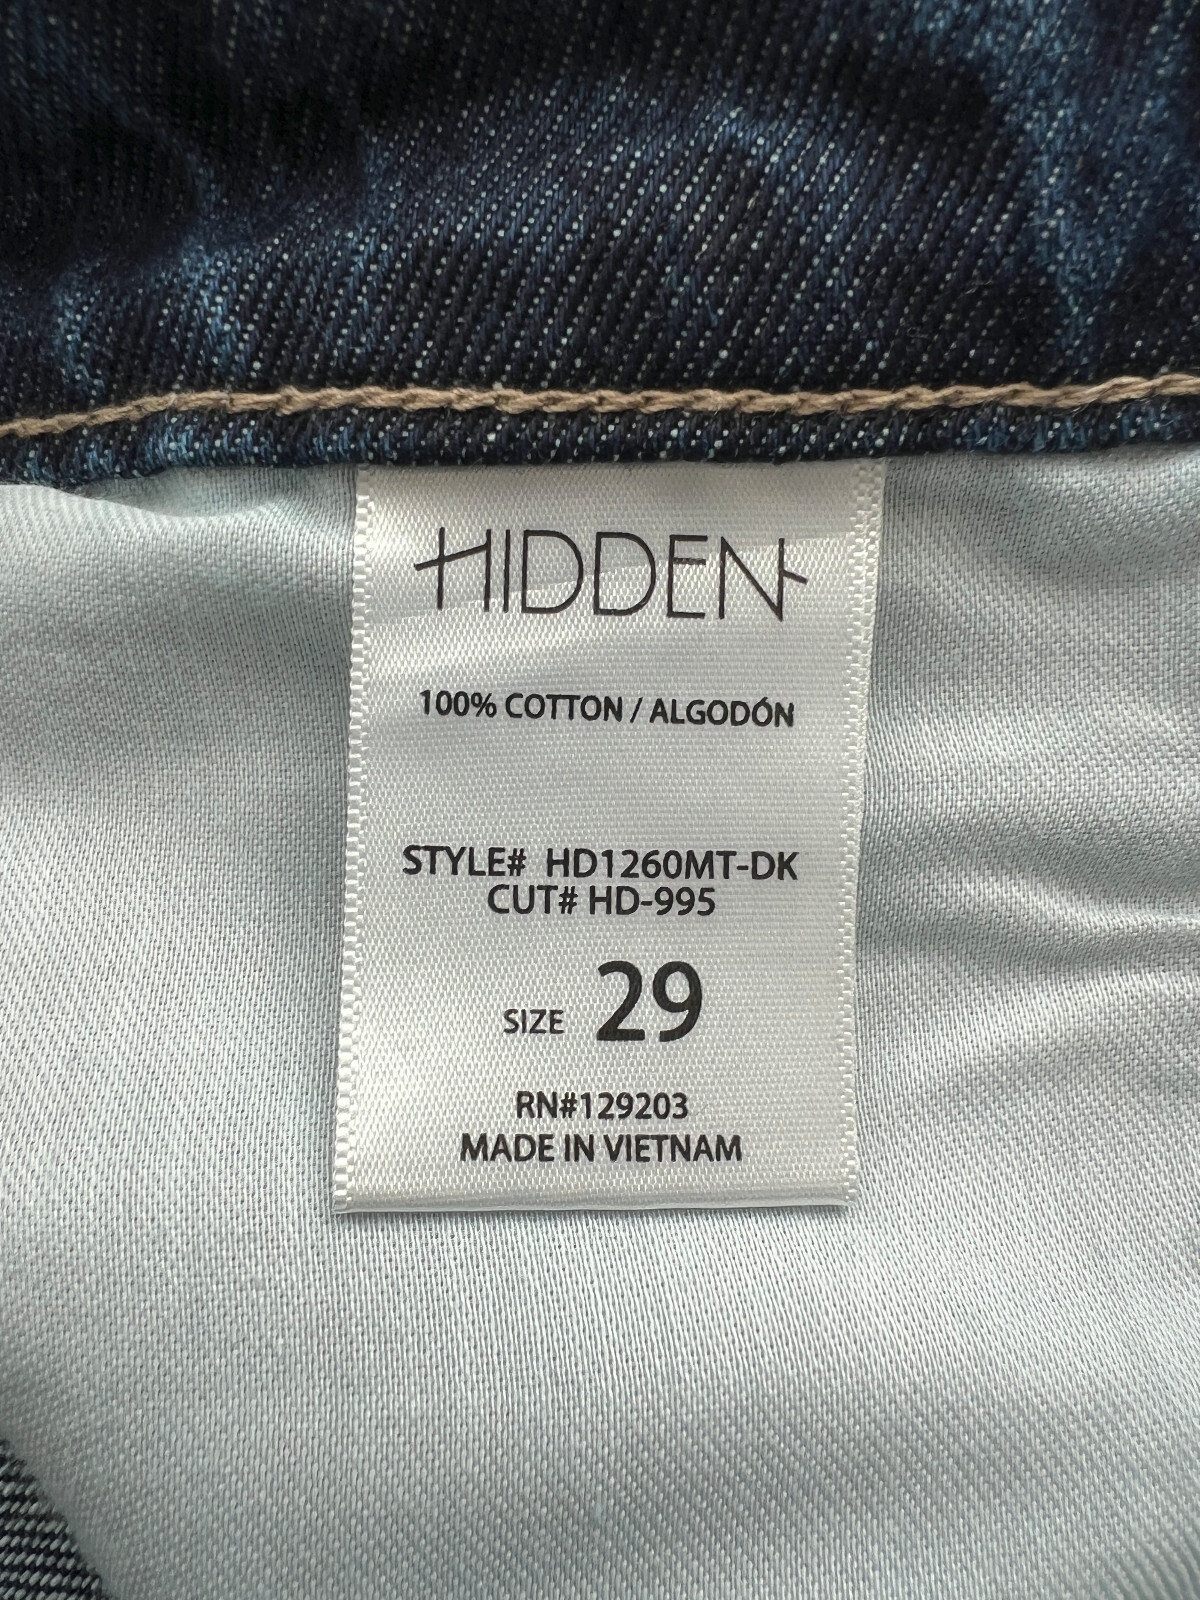 HIDDEN
100% COTTON / ALGODÓN
STYLE# HD1260MT-DK
CUT# HD-995
SIZE 29
RN#129203
MADE IN VIETNAM